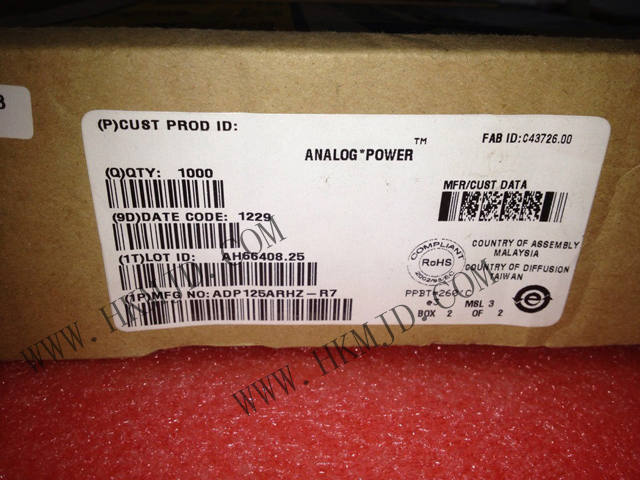 (P)CUST PROD ID:
FAB ID:C43726.00
ANALOG*POWER™
(Q)QTY: 1000
MFR/CUST DATA
(9D)DATE CODE: 1229
(1T)LOT ID: AH66408.25
COUNTRY OF ASSEMBLY
MALAYSIA
COUNTRY OF DIFFUSION
TAIWAN
COMPLIANT
RoHS
(1P)MFG NO: ADP125ARHZ-R7
MSL 3
BOX 2 OF 2
e
WWW.HKMJD.COM
WWW.HKMJD.COM